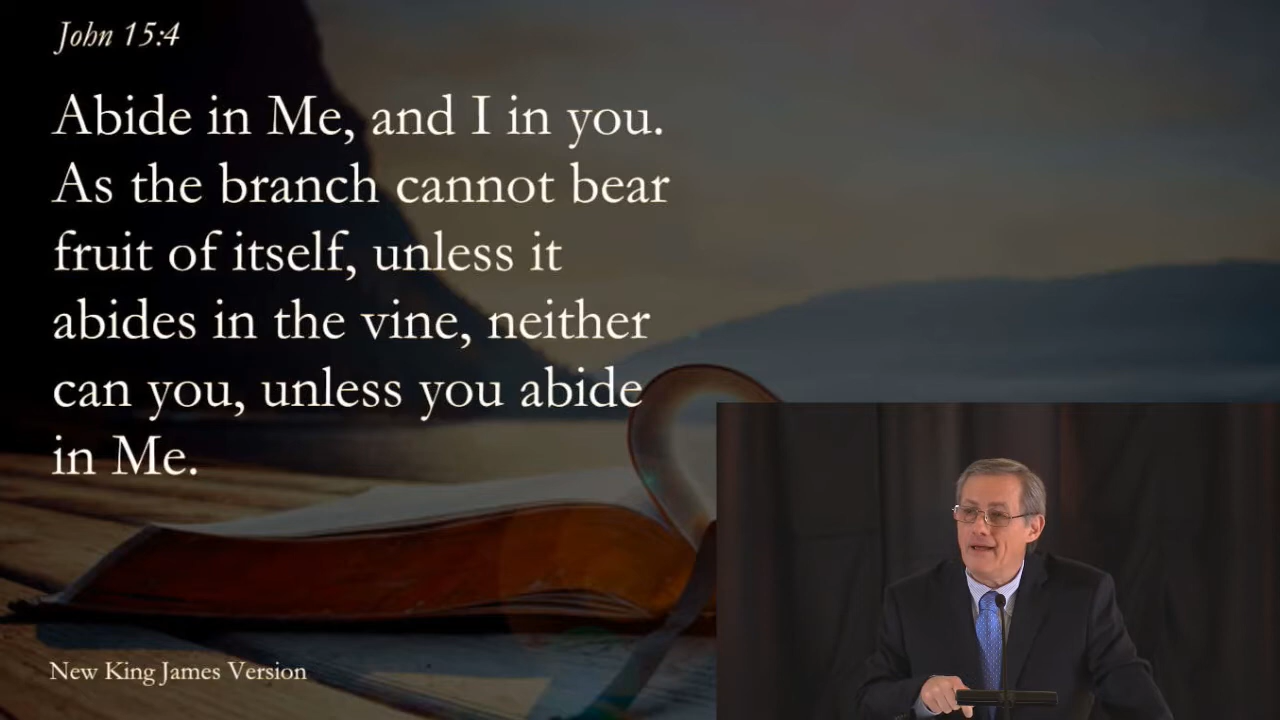 John 15:4
Abide in Me, and I in you.
As the branch cannot bear
fruit of itself, unless it
abides in the vine, neither
can you, unless you abide
in Me.
New King James Version